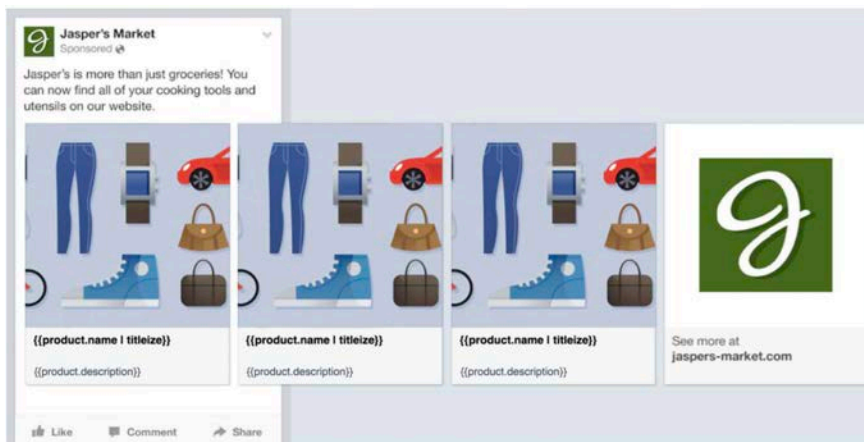 Jasper's Market
Sponsored
Jasper's is more than just groceries! You
can now find all of your cooking tools and
utensils on our website.
{{product.name | titleize}}
{{product.description}}
{{product.name | titleize}}
{{product.description}}
{{product.name | titleize}}
{{product.description}}
See more at
jaspers-market.com
Like Comment Share